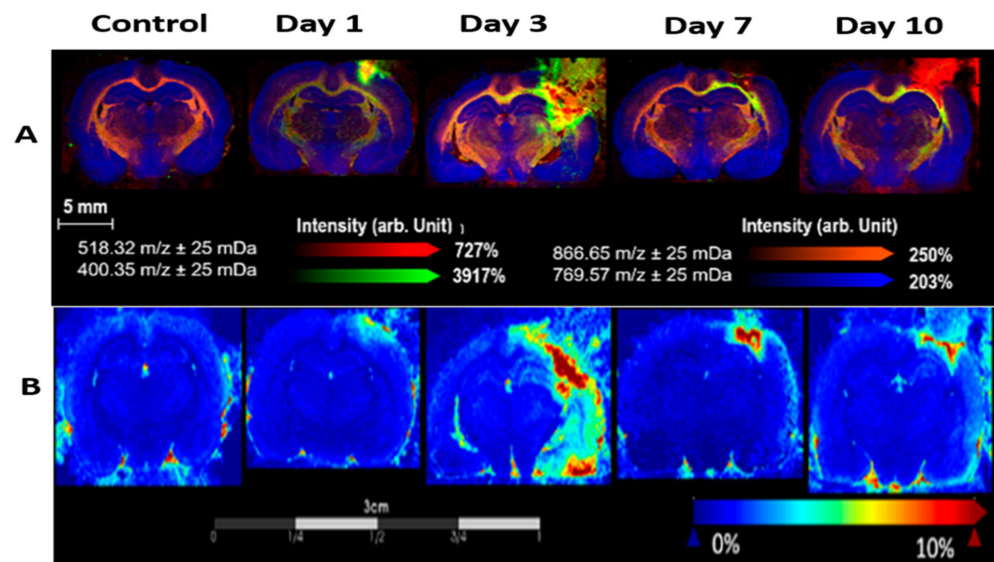 Control Day 1 Day 3 Day 7 Day 10
A
5 mm
Intensity (arb. Unit) Intensity (arb. Unit)
518.32 m/z ± 25 mDa 727% 866.65 m/z ± 25 mDa 250%
400.35 m/z ± 25 mDa 3917% 769.57 m/z ± 25 mDa 203%
B
3cm
0 1/4 1/2 3/4 1
0% 10%